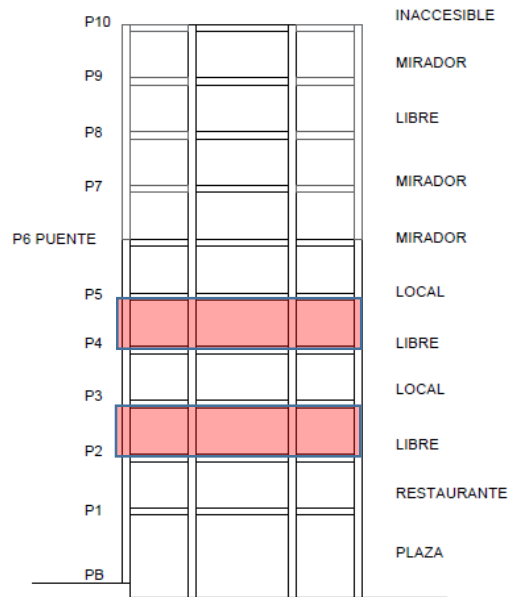 P10 INACCESIBLE
P9 MIRADOR
P8 LIBRE
P7 MIRADOR
P6 PUENTE MIRADOR
P5 LOCAL
P4 LIBRE
P3 LOCAL
P2 LIBRE
P1 RESTAURANTE
PLAZA
PB